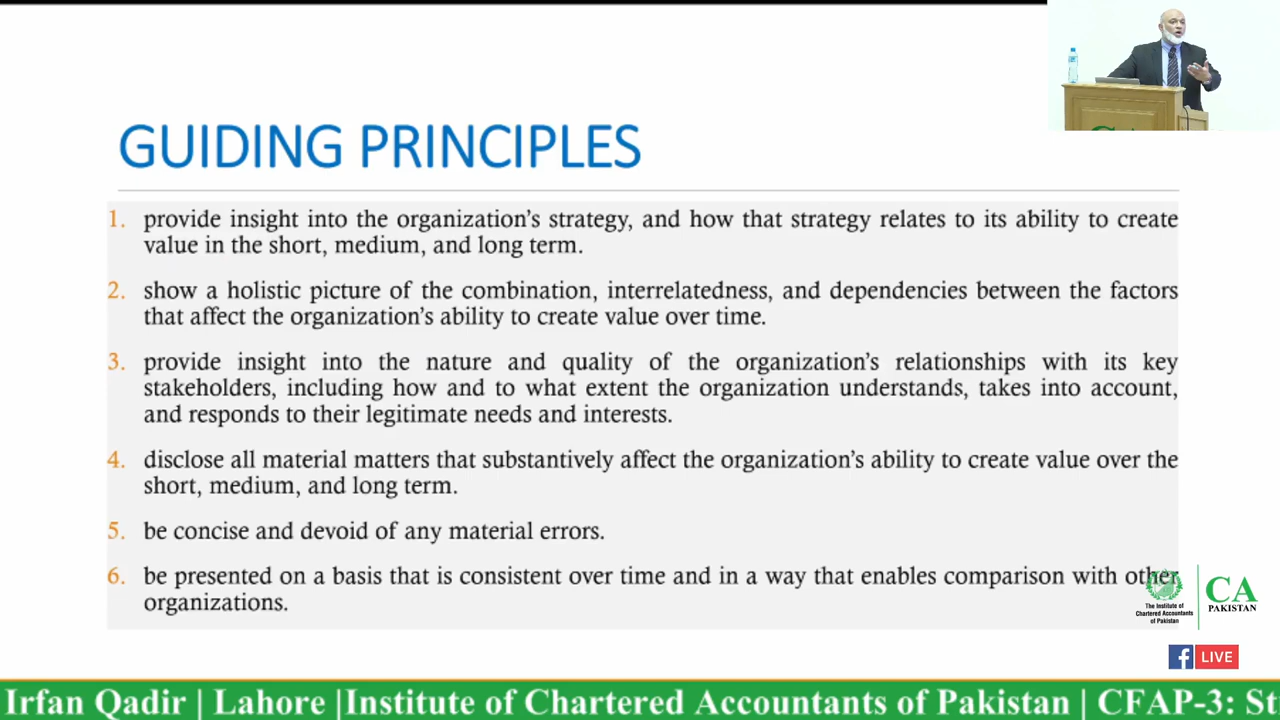 GUIDING PRINCIPLES
1. provide insight into the organization's strategy, and how that strategy relates to its ability to create
value in the short, medium, and long term.
2. show a holistic picture of the combination, interrelatedness, and dependencies between the factors
that affect the organization's ability to create value over time.
3. provide insight into the nature and quality of the organization's relationships with its key
stakeholders, including how and to what extent the organization understands, takes into account,
and responds to their legitimate needs and interests.
4. disclose all material matters that substantively affect the organization's ability to create value over the
short, medium, and long term.
5. be concise and devoid of any material errors.
6. be presented on a basis that is consistent over time and in a way that enables comparison with other
organizations.
The Institute of
Chartered Accountants
of Pakistan
CA
PAKISTAN
f LIVE
Irfan Qadir | Lahore |Institute of Chartered Accountants of Pakistan | CFAP-3: St